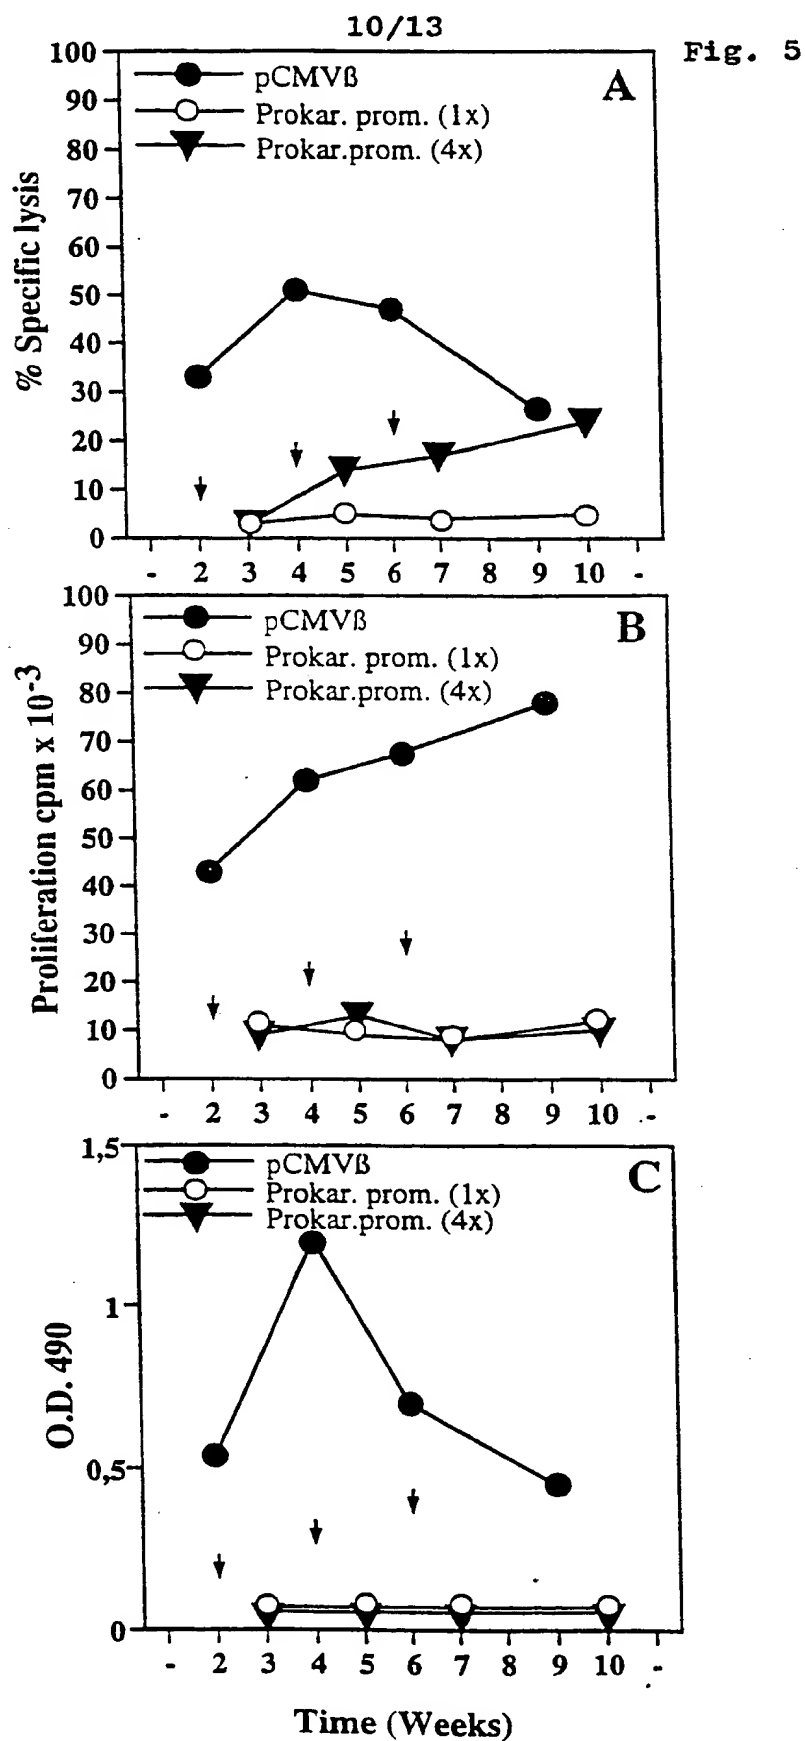 10/13
Fig. 5
A
pCMVß
Prokar. prom. (1x)
Prokar.prom. (4x)
% Specific lysis
100
90
80
70
60
50
40
30
20
10
0
- 2 3 4 5 6 7 8 9 10 -
B
pCMVß
Prokar. prom. (1x)
Prokar.prom. (4x)
Proliferation cpm x 10-3
100
90
80
70
60
50
40
30
20
10
0
- 2 3 4 5 6 7 8 9 10 -
C
pCMVß
Prokar. prom. (1x)
Prokar.prom. (4x)
O.D. 490
1,5
1
0,5
0
- 2 3 4 5 6 7 8 9 10 -
Time (Weeks)